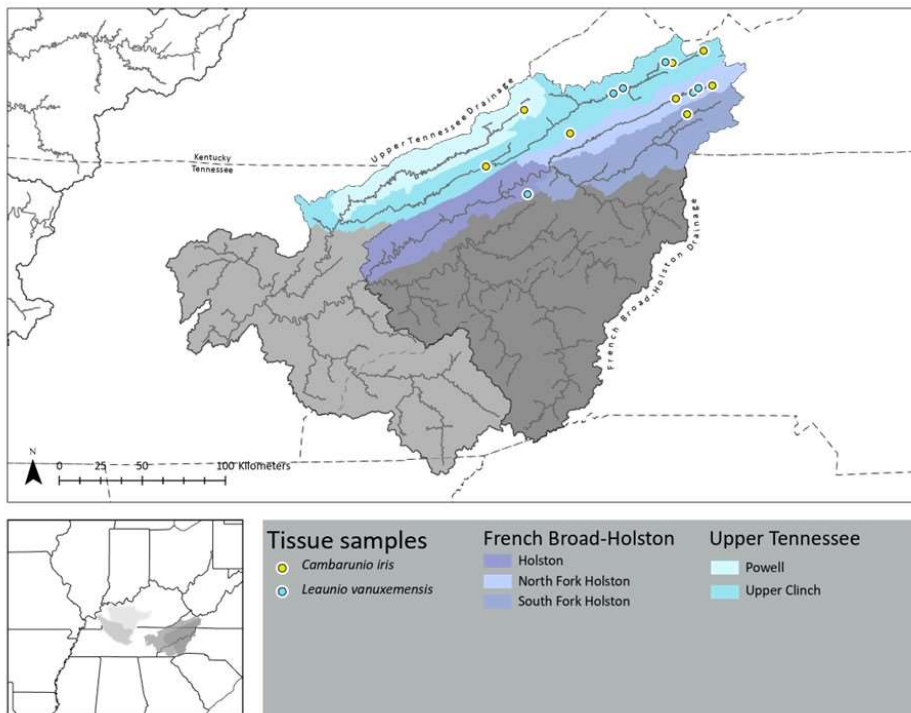 Upper Tennessee Drainage
Kentucky
Tennessee
French Broad-Holston Drainage
N
0 25 50 100 Kilometers
Tissue samples
Cambarunio iris
Leaunio vanuxemensis
French Broad-Holston
Holston
North Fork Holston
South Fork Holston
Upper Tennessee
Powell
Upper Clinch